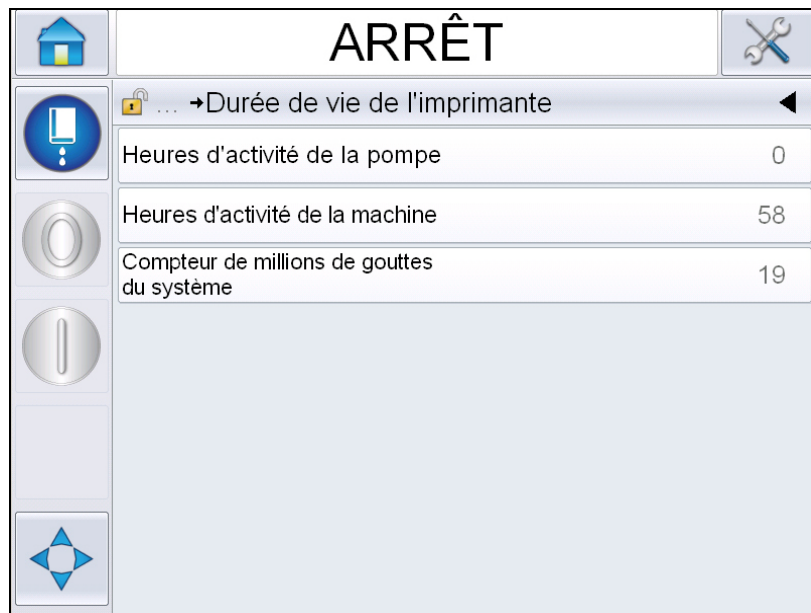 ARRÊT
... →Durée de vie de l'imprimante
Heures d'activité de la pompe 0
Heures d'activité de la machine 58
Compteur de millions de gouttes
du système 19